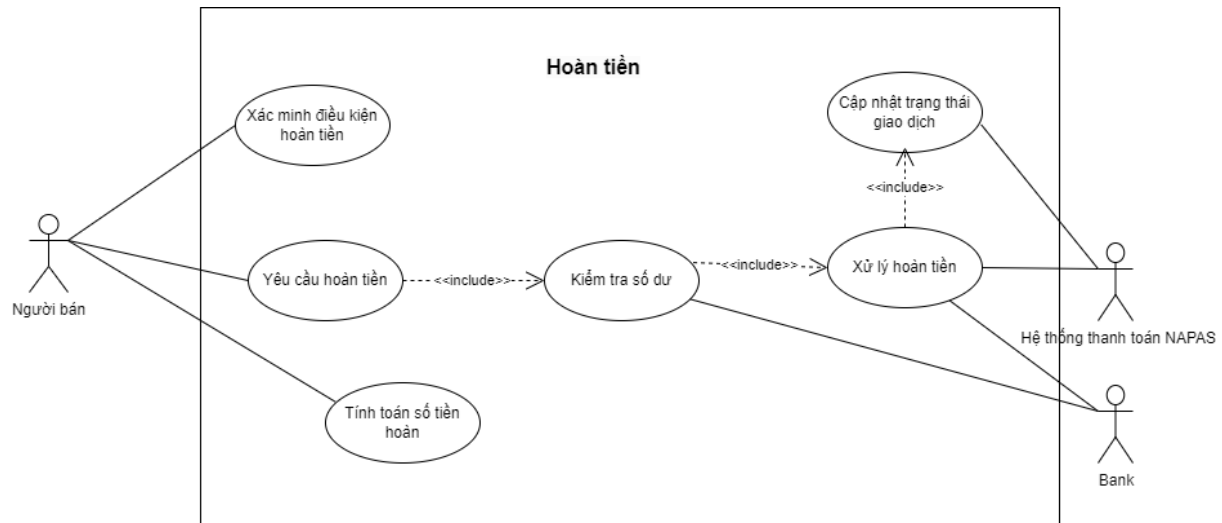 Hoàn tiền
Xác minh điều kiện
hoàn tiền
Cập nhật trạng thái
giao dịch
<<include>>
Người bán
Yêu cầu hoàn tiền
<<include>>
Kiểm tra số dư
<<include>>
Xử lý hoàn tiền
Hệ thống thanh toán NAPAS
Tính toán số tiền
hoàn
Bank